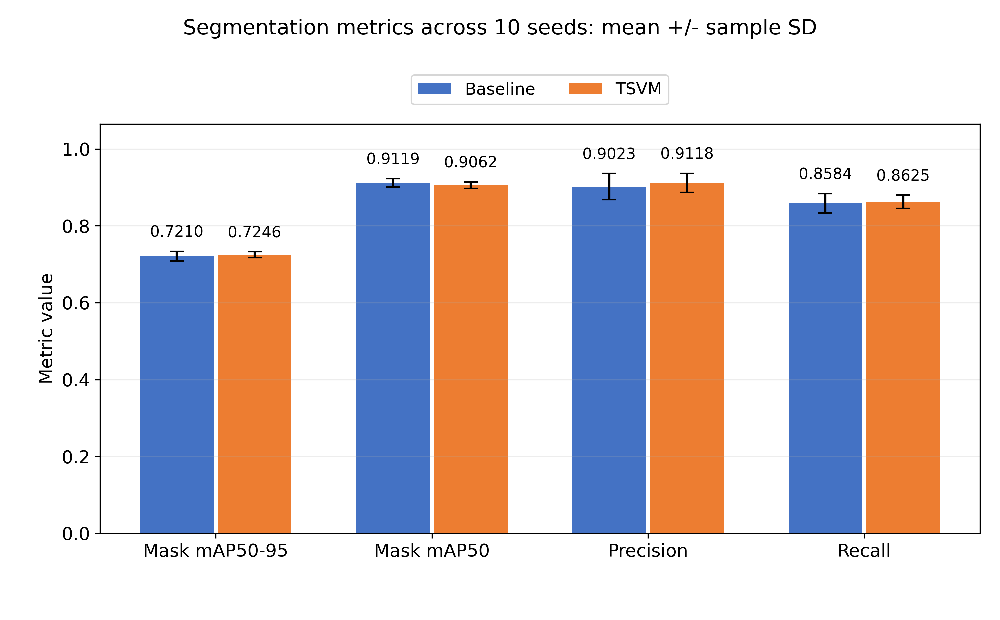 Segmentation metrics across 10 seeds: mean +/- sample SD
Baseline TSVM
Metric value
1.0
0.8
0.6
0.4
0.2
0.0
0.7210 0.7246
0.9119 0.9062
0.9023 0.9118
0.8584 0.8625
Mask mAP50-95 Mask mAP50 Precision Recall